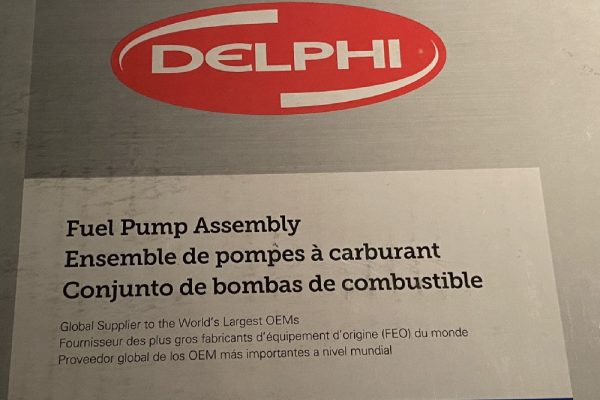 DELPHI
Fuel Pump Assembly
Ensemble de pompes à carburant
Conjunto de bombas de combustible
Global Supplier to the World's Largest OEMs
Fournisseur des plus gros fabricants d'équipement d'origine (FEO) du monde
Proveedor global de los OEM más importantes a nivel mundial